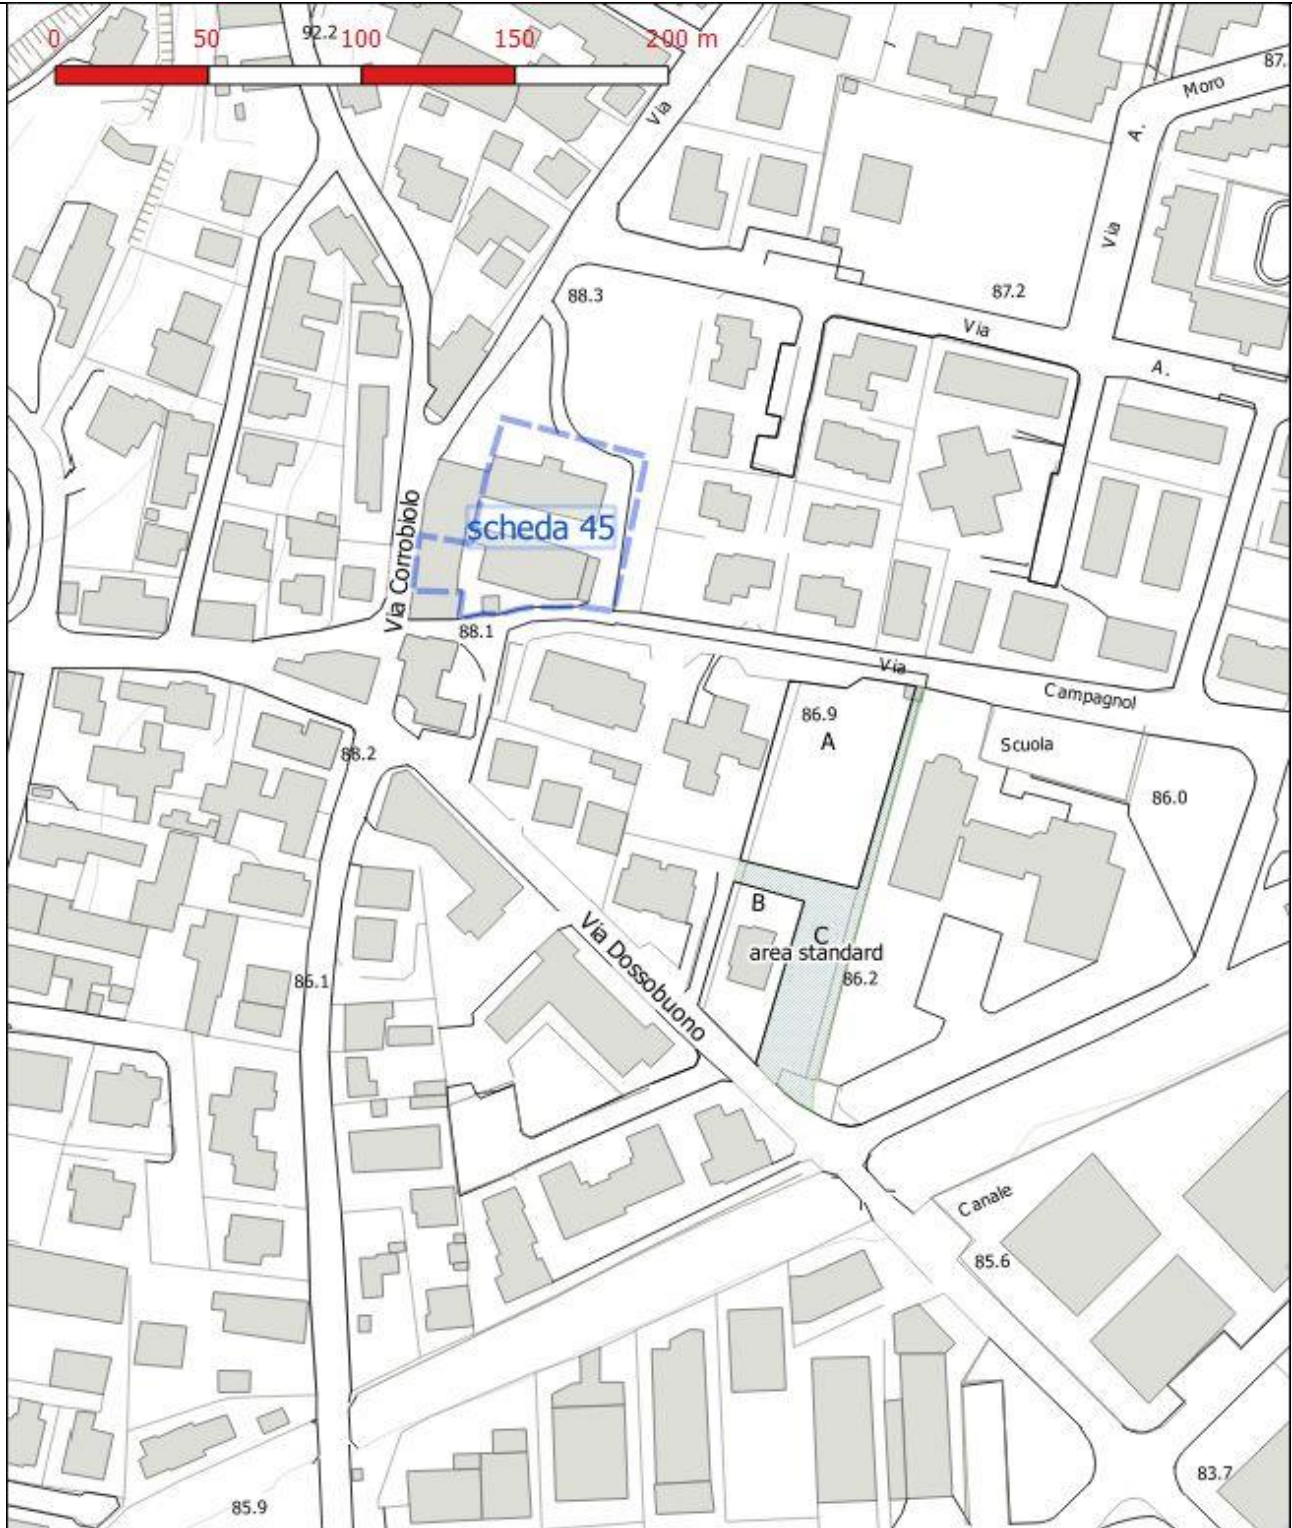 0 50 100 150 200 m
92.2
87.
Moro
Via
A.
Via
88.3
87.2
Via
A.
scheda 45
Via Corrobiolo
88.1
Via
Campagnol
86.9
A
Scuola
88.2
86.0
B
C
area standard
86.2
Via Dossobuono
86.1
Canale
85.6
83.7
85.9